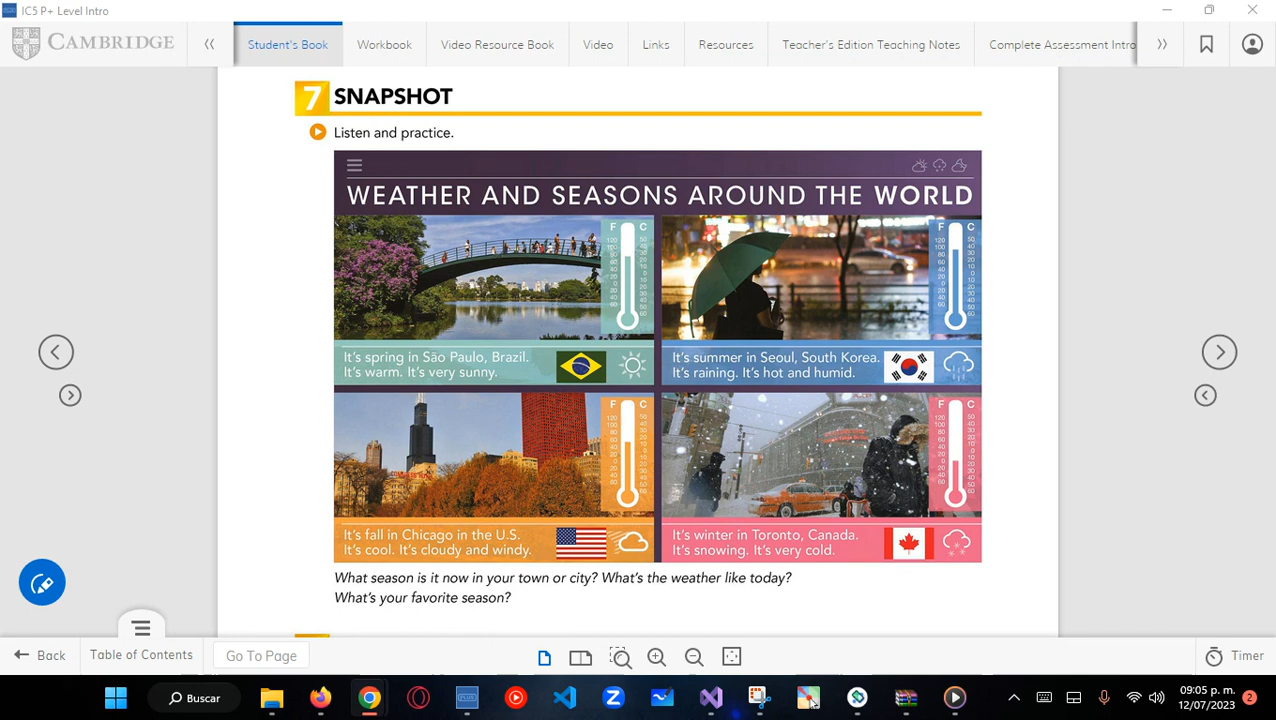 IC5 P+ Level Intro
CAMBRIDGE
Student's Book
Workbook
Video Resource Book
Video
Links
Resources
Teacher's Edition Teaching Notes
Complete Assessment Intro
7 SNAPSHOT
Listen and practice.
WEATHER AND SEASONS AROUND THE WORLD
F C
F C
It's spring in São Paulo, Brazil.
It's warm. It's very sunny.
It's summer in Seoul, South Korea.
It's raining. It's hot and humid.
F C
F C
It's fall in Chicago in the U.S.
It's cool. It's cloudy and windy.
It's winter in Toronto, Canada.
It's snowing. It's very cold.
What season is it now in your town or city? What's the weather like today?
What's your favorite season?
Back
Table of Contents
Go To Page
Timer
Buscar
09:05 p. m.
12/07/2023
2